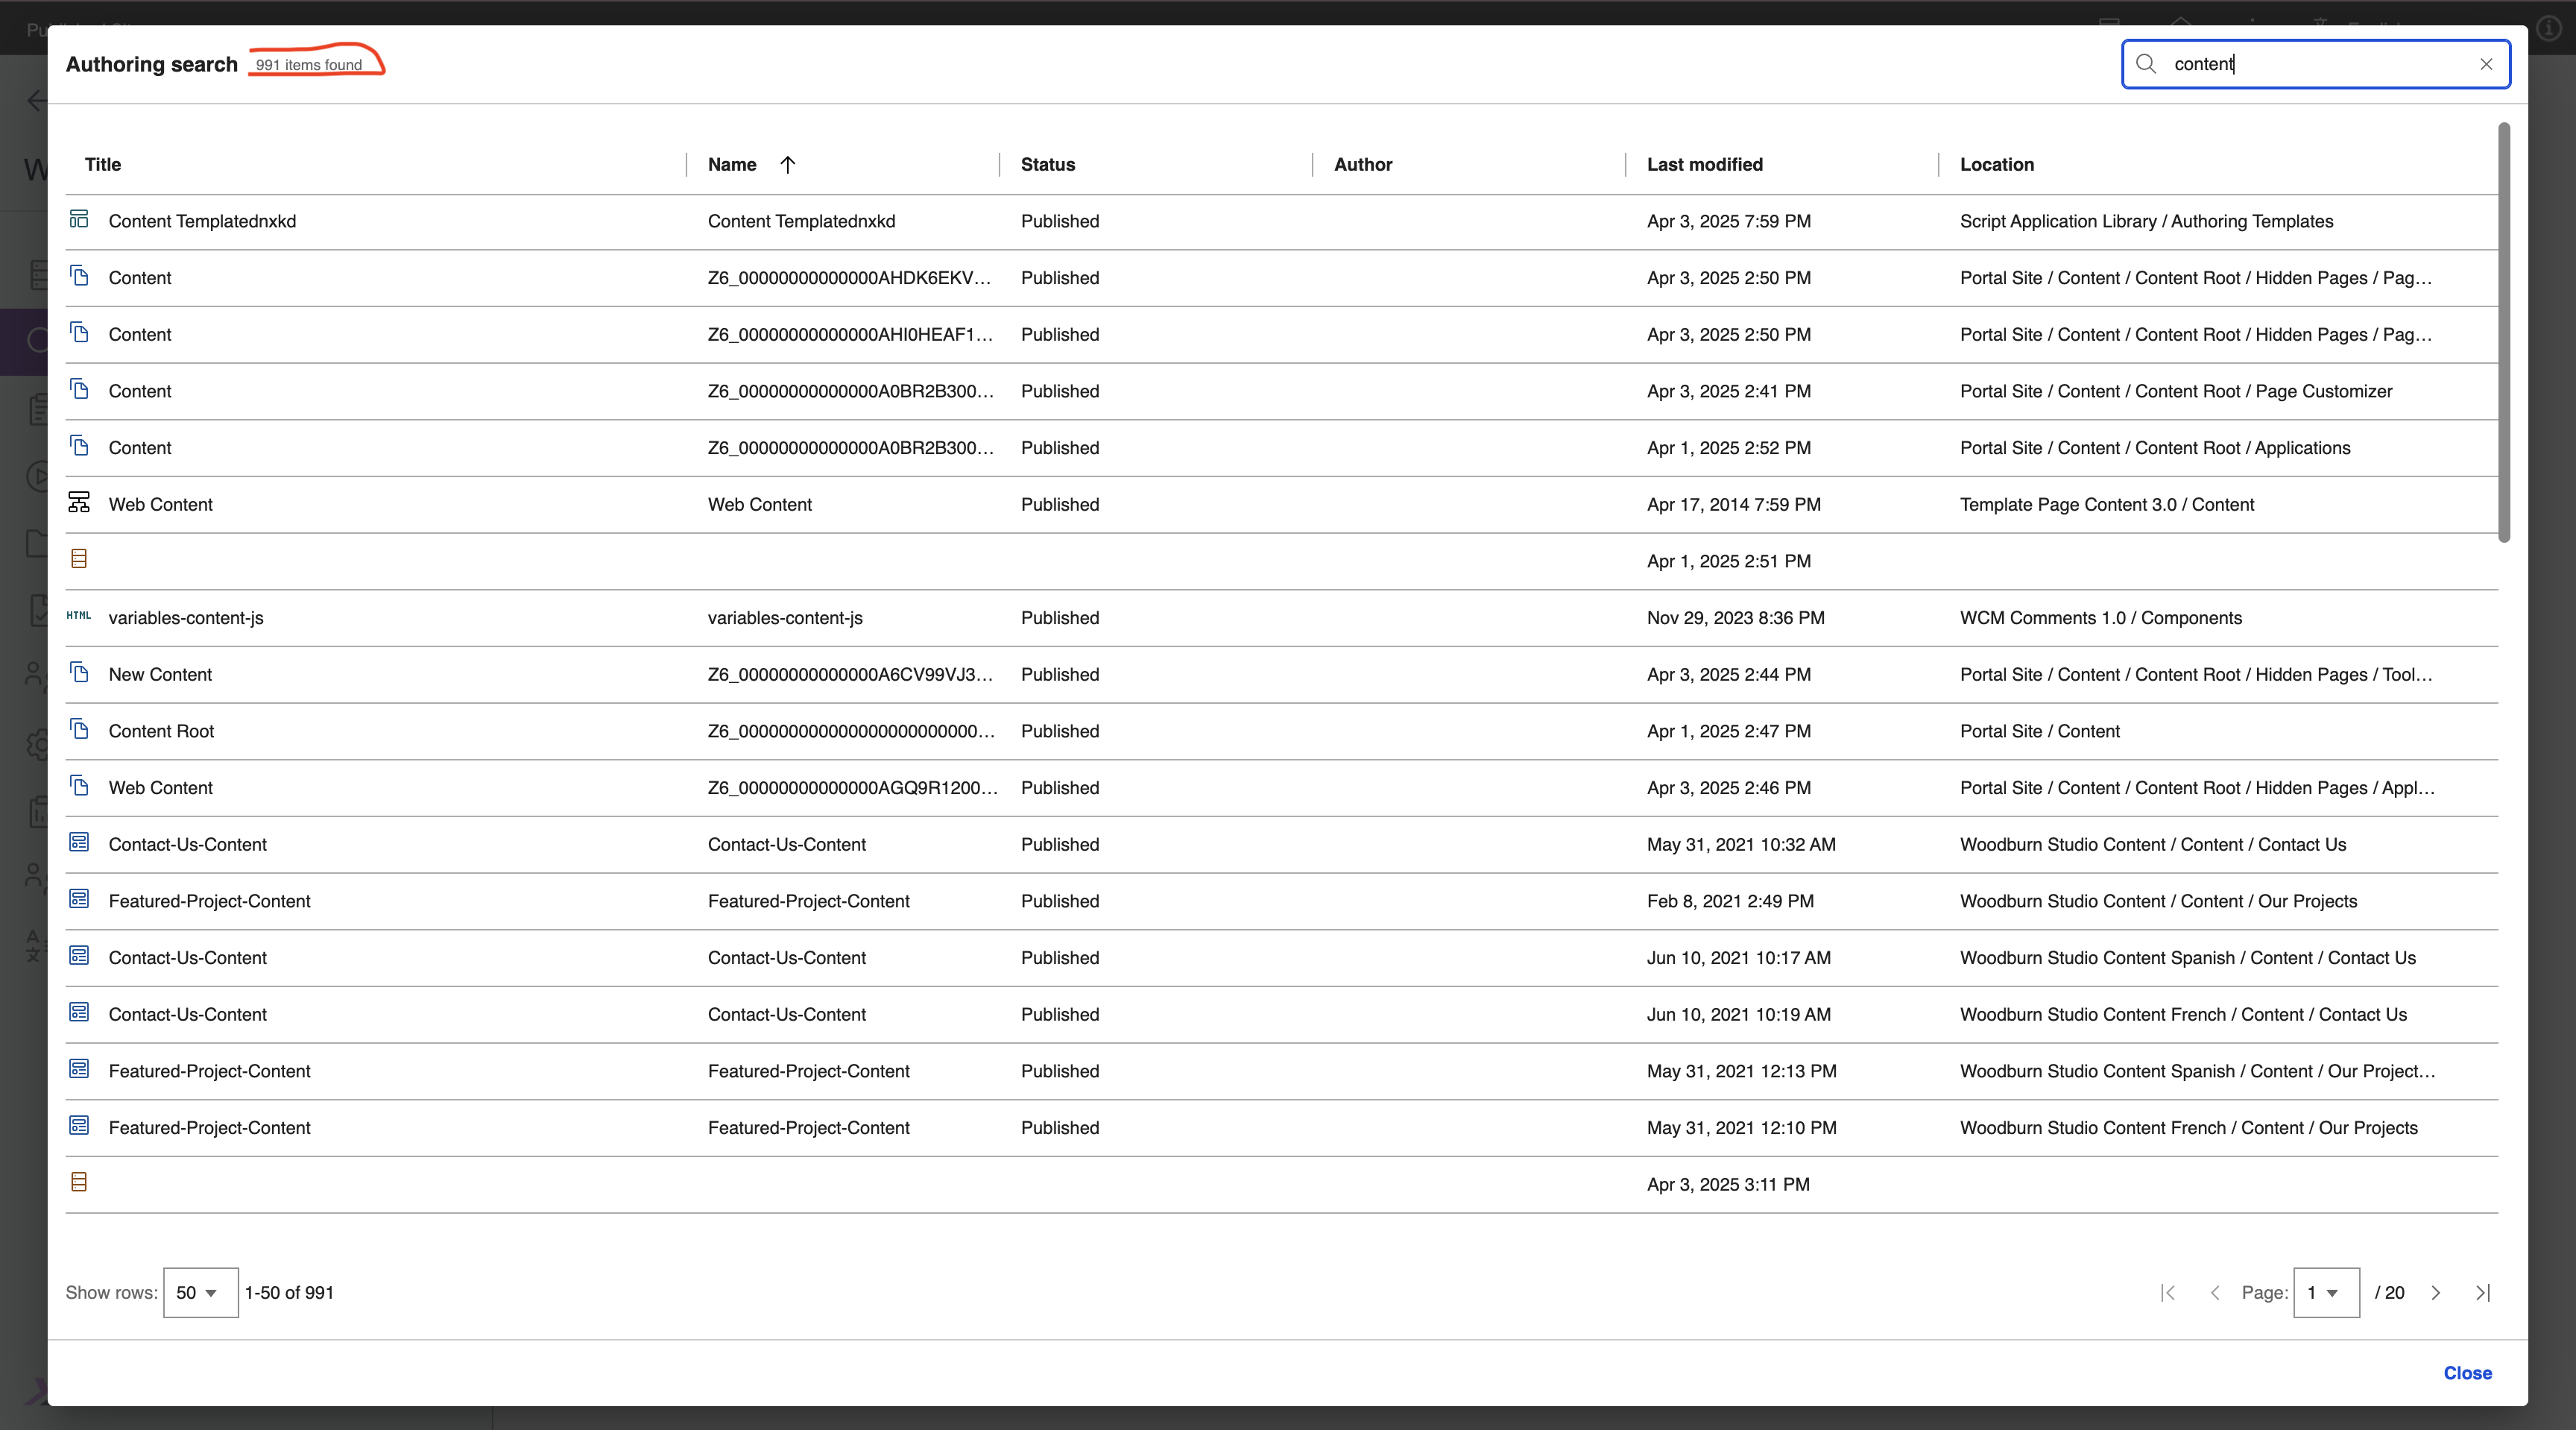 Authoring search 991 items found
content
Title Name Status Author Last modified Location
Content Templatednxkd Content Templatednxkd Published Apr 3, 2025 7:59 PM Script Application Library / Authoring Templates
Content Z6_00000000000000AHDK6EKV... Published Apr 3, 2025 2:50 PM Portal Site / Content / Content Root / Hidden Pages / Pag...
Content Z6_00000000000000AHI0HEAF1... Published Apr 3, 2025 2:50 PM Portal Site / Content / Content Root / Hidden Pages / Pag...
Content Z6_00000000000000A0BR2B300... Published Apr 3, 2025 2:41 PM Portal Site / Content / Content Root / Page Customizer
Content Z6_00000000000000A0BR2B300... Published Apr 1, 2025 2:52 PM Portal Site / Content / Content Root / Applications
Web Content Web Content Published Apr 17, 2014 7:59 PM Template Page Content 3.0 / Content
Apr 1, 2025 2:51 PM
HTML variables-content-js variables-content-js Published Nov 29, 2023 8:36 PM WCM Comments 1.0 / Components
New Content Z6_00000000000000A6CV99VJ3... Published Apr 3, 2025 2:44 PM Portal Site / Content / Content Root / Hidden Pages / Tool...
Content Root Z6_000000000000000000000000... Published Apr 1, 2025 2:47 PM Portal Site / Content
Web Content Z6_00000000000000AGQ9R1200... Published Apr 3, 2025 2:46 PM Portal Site / Content / Content Root / Hidden Pages / Appl...
Contact-Us-Content Contact-Us-Content Published May 31, 2021 10:32 AM Woodburn Studio Content / Content / Contact Us
Featured-Project-Content Featured-Project-Content Published Feb 8, 2021 2:49 PM Woodburn Studio Content / Content / Our Projects
Contact-Us-Content Contact-Us-Content Published Jun 10, 2021 10:17 AM Woodburn Studio Content Spanish / Content / Contact Us
Contact-Us-Content Contact-Us-Content Published Jun 10, 2021 10:19 AM Woodburn Studio Content French / Content / Contact Us
Featured-Project-Content Featured-Project-Content Published May 31, 2021 12:13 PM Woodburn Studio Content Spanish / Content / Our Project...
Featured-Project-Content Featured-Project-Content Published May 31, 2021 12:10 PM Woodburn Studio Content French / Content / Our Projects
Apr 3, 2025 3:11 PM
Show rows: 50 1-50 of 991 Page: 1 / 20
Close